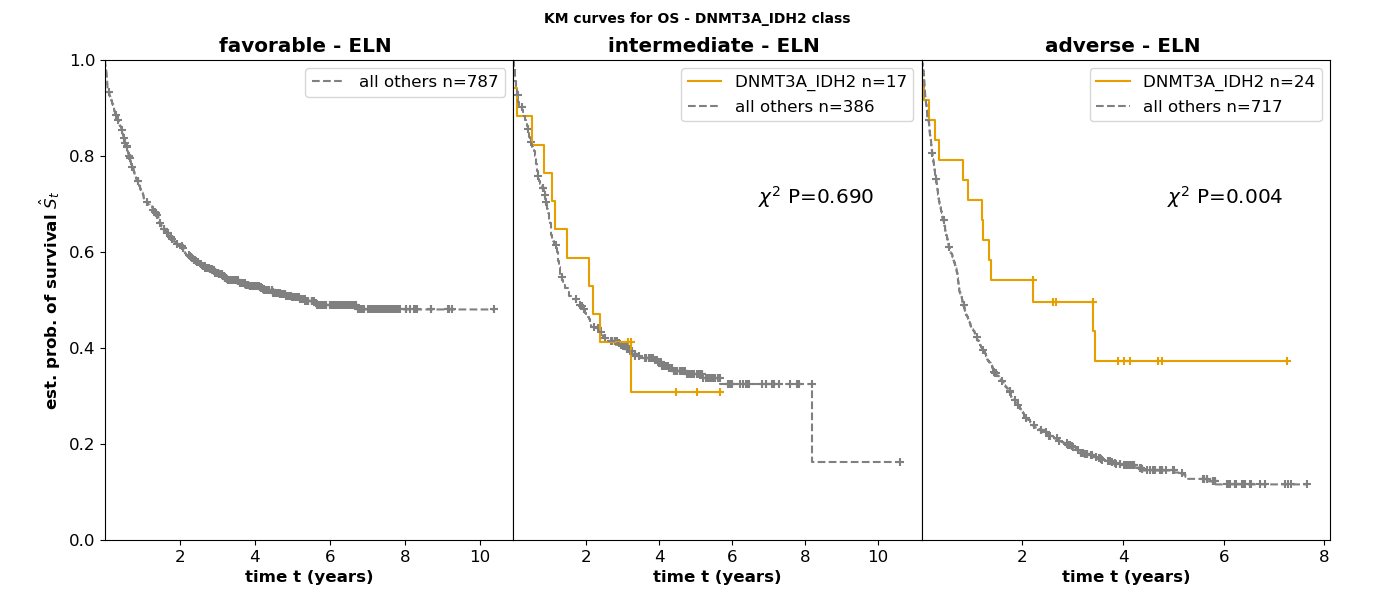 KM curves for OS - DNMT3A_IDH2 class
favorable - ELN
intermediate - ELN
adverse - ELN
est. prob. of survival Ŝt
1.0
0.8
0.6
0.4
0.2
0.0
all others n=787
2 4 6 8 10
time t (years)
DNMT3A_IDH2 n=17
all others n=386
χ² P=0.690
2 4 6 8 10
time t (years)
DNMT3A_IDH2 n=24
all others n=717
χ² P=0.004
2 4 6 8
time t (years)